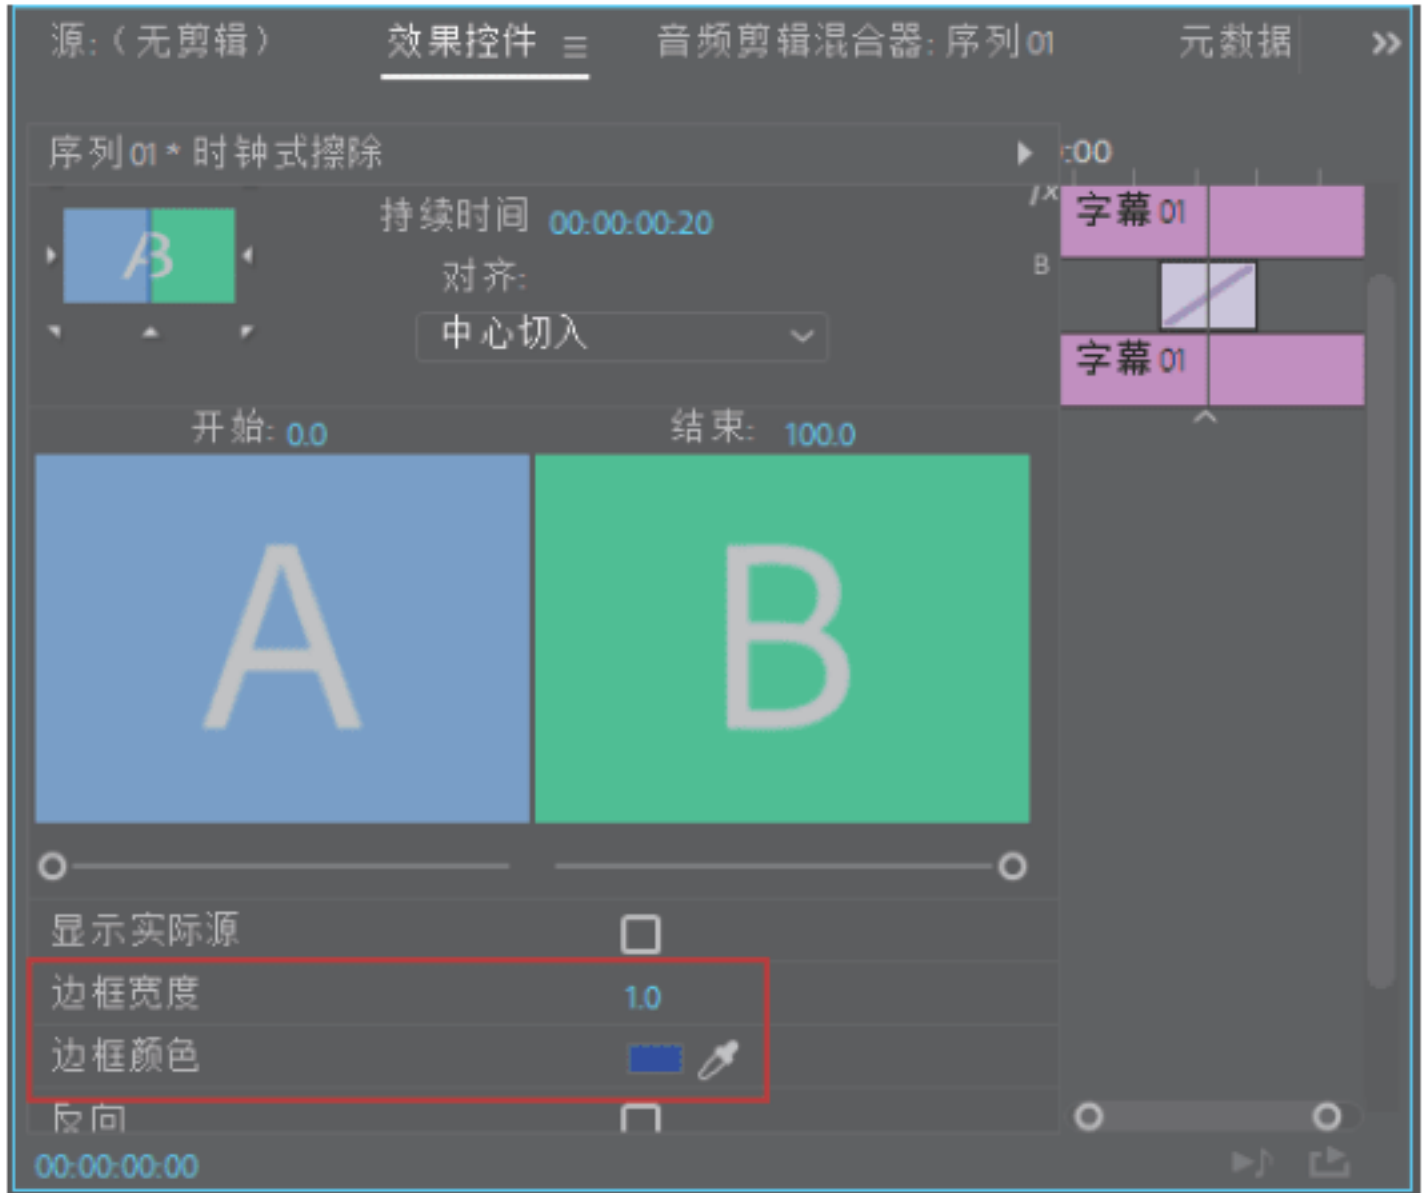 源:（无剪辑） 效果控件 音频剪辑混合器: 序列 01 元数据
序列 01 * 时钟式擦除 :00
AB 持续时间 00:00:00:20 fx 字幕 01
对齐: B
中心切入 字幕 01
开始: 0.0 结束: 100.0
A B
显示实际源
边框宽度 1.0
边框颜色
反向
00:00:00:00